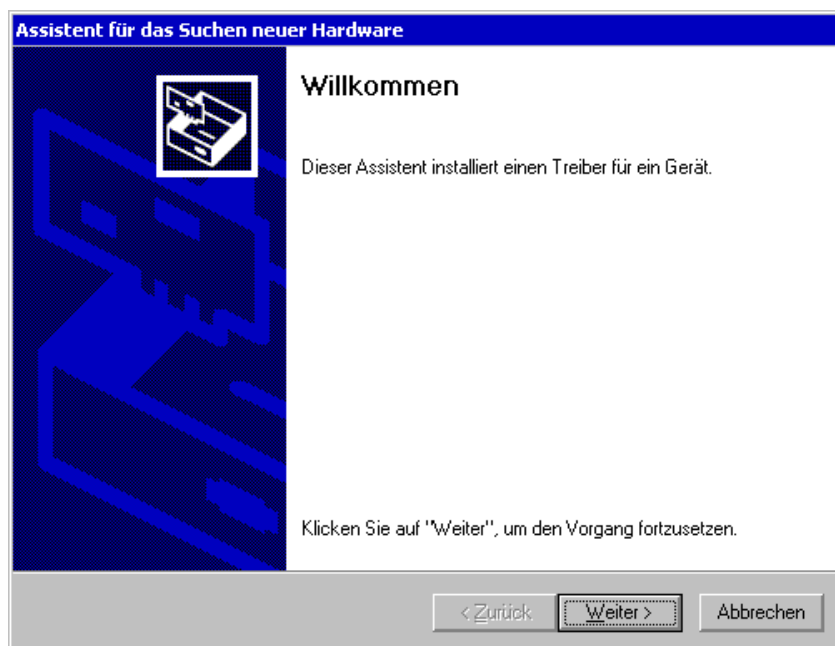 Assistent für das Suchen neuer Hardware
Willkommen
Dieser Assistent installiert einen Treiber für ein Gerät.
Klicken Sie auf "Weiter", um den Vorgang fortzusetzen.
< Zurück Weiter > Abbrechen